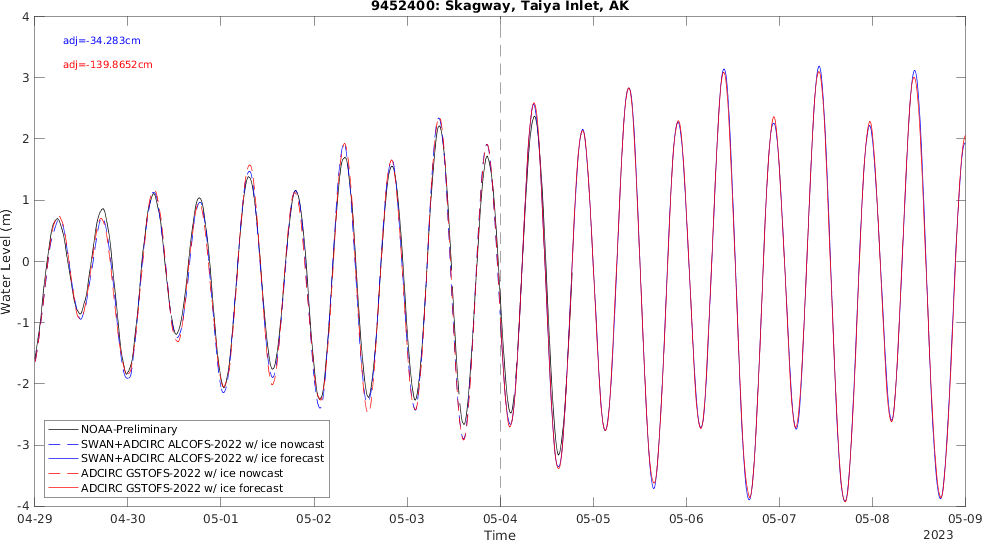 9452400: Skagway, Taiya Inlet, AK
adj=-34.283cm
adj=-139.8652cm
Water Level (m)
4
3
2
1
0
-1
-2
-3
-4
NOAA-Preliminary
SWAN+ADCIRC ALCOFS-2022 w/ ice nowcast
SWAN+ADCIRC ALCOFS-2022 w/ ice forecast
ADCIRC GSTOFS-2022 w/ ice nowcast
ADCIRC GSTOFS-2022 w/ ice forecast
04-29 04-30 05-01 05-02 05-03 05-04 05-05 05-06 05-07 05-08 05-09
Time
2023